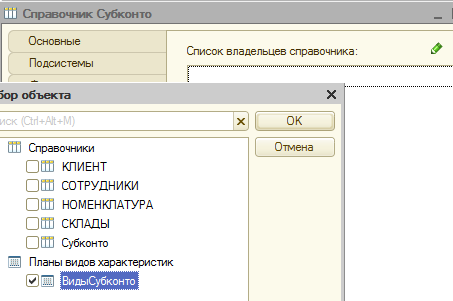 Справочник Субконто
Основные
Подсистемы
Список владельцев справочника:
бор объекта
иск (Ctrl+Alt+M)
OK
Отмена
Справочники
КЛИЕНТ
СОТРУДНИКИ
НОМЕНКЛАТУРА
СКЛАДЫ
Субконто
Планы видов характеристик
ВидыСубконто